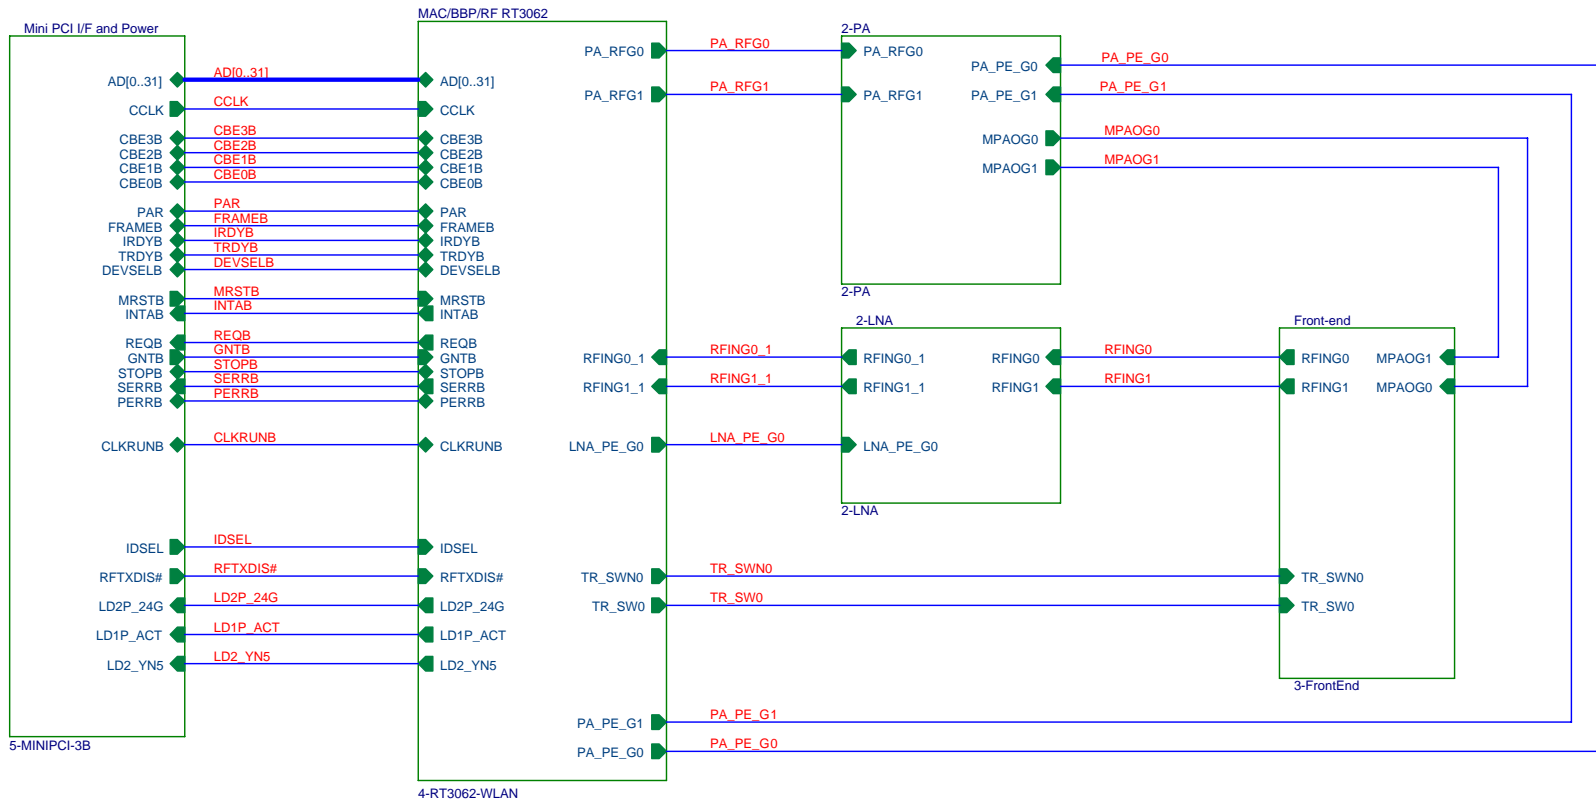 Mini PCI I/F and Power
AD[0..31]
CCLK
CBE3B
CBE2B
CBE1B
CBE0B
PAR
FRAMEB
IRDYB
TRDYB
DEVSELB
MRSTB
INTAB
REQB
GNTB
STOPB
SERRB
PERRB
CLKRUNB
IDSEL
RFTXDIS#
LD2P_24G
LD1P_ACT
LD2_YN5
5-MINIPCI-3B
AD[0..31]
CCLK
CBE3B
CBE2B
CBE1B
CBE0B
PAR
FRAMEB
IRDYB
TRDYB
DEVSELB
MRSTB
INTAB
REQB
GNTB
STOPB
SERRB
PERRB
CLKRUNB
IDSEL
RFTXDIS#
LD2P_24G
LD1P_ACT
LD2_YN5
MAC/BBP/RF RT3062
AD[0..31]
CCLK
CBE3B
CBE2B
CBE1B
CBE0B
PAR
FRAMEB
IRDYB
TRDYB
DEVSELB
MRSTB
INTAB
REQB
GNTB
STOPB
SERRB
PERRB
CLKRUNB
IDSEL
RFTXDIS#
LD2P_24G
LD1P_ACT
LD2_YN5
PA_RFG0
PA_RFG1
RFING0_1
RFING1_1
LNA_PE_G0
TR_SWN0
TR_SW0
PA_PE_G1
PA_PE_G0
4-RT3062-WLAN
PA_RFG0
PA_RFG1
RFING0_1
RFING1_1
LNA_PE_G0
TR_SWN0
TR_SW0
PA_PE_G1
PA_PE_G0
2-PA
PA_RFG0
PA_RFG1
PA_PE_G0
PA_PE_G1
MPAOG0
MPAOG1
2-PA
PA_PE_G0
PA_PE_G1
MPAOG0
MPAOG1
2-LNA
RFING0_1
RFING1_1
LNA_PE_G0
RFING0
RFING1
2-LNA
RFING0
RFING1
Front-end
RFING0
RFING1
MPAOG1
MPAOG0
TR_SWN0
TR_SW0
3-FrontEnd